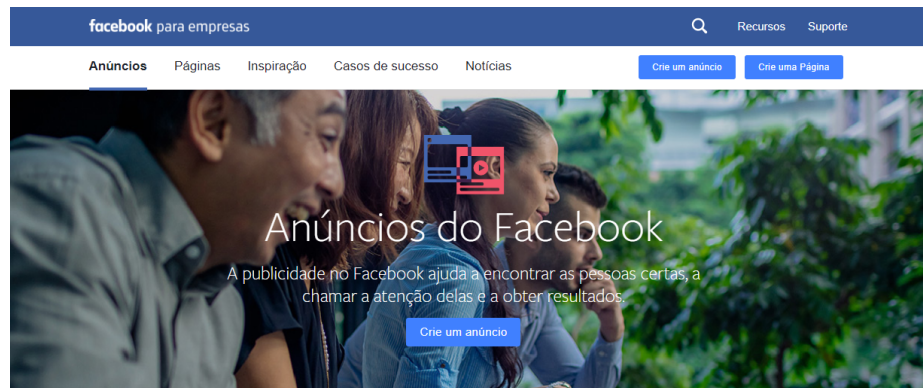 facebook para empresas
Recursos
Suporte
Anúncios
Páginas
Inspiração
Casos de sucesso
Notícias
Crie um anúncio
Crie uma Página
Anúncios do Facebook
A publicidade no Facebook ajuda a encontrar as pessoas certas, a
chamar a atenção delas e a obter resultados.
Crie um anúncio